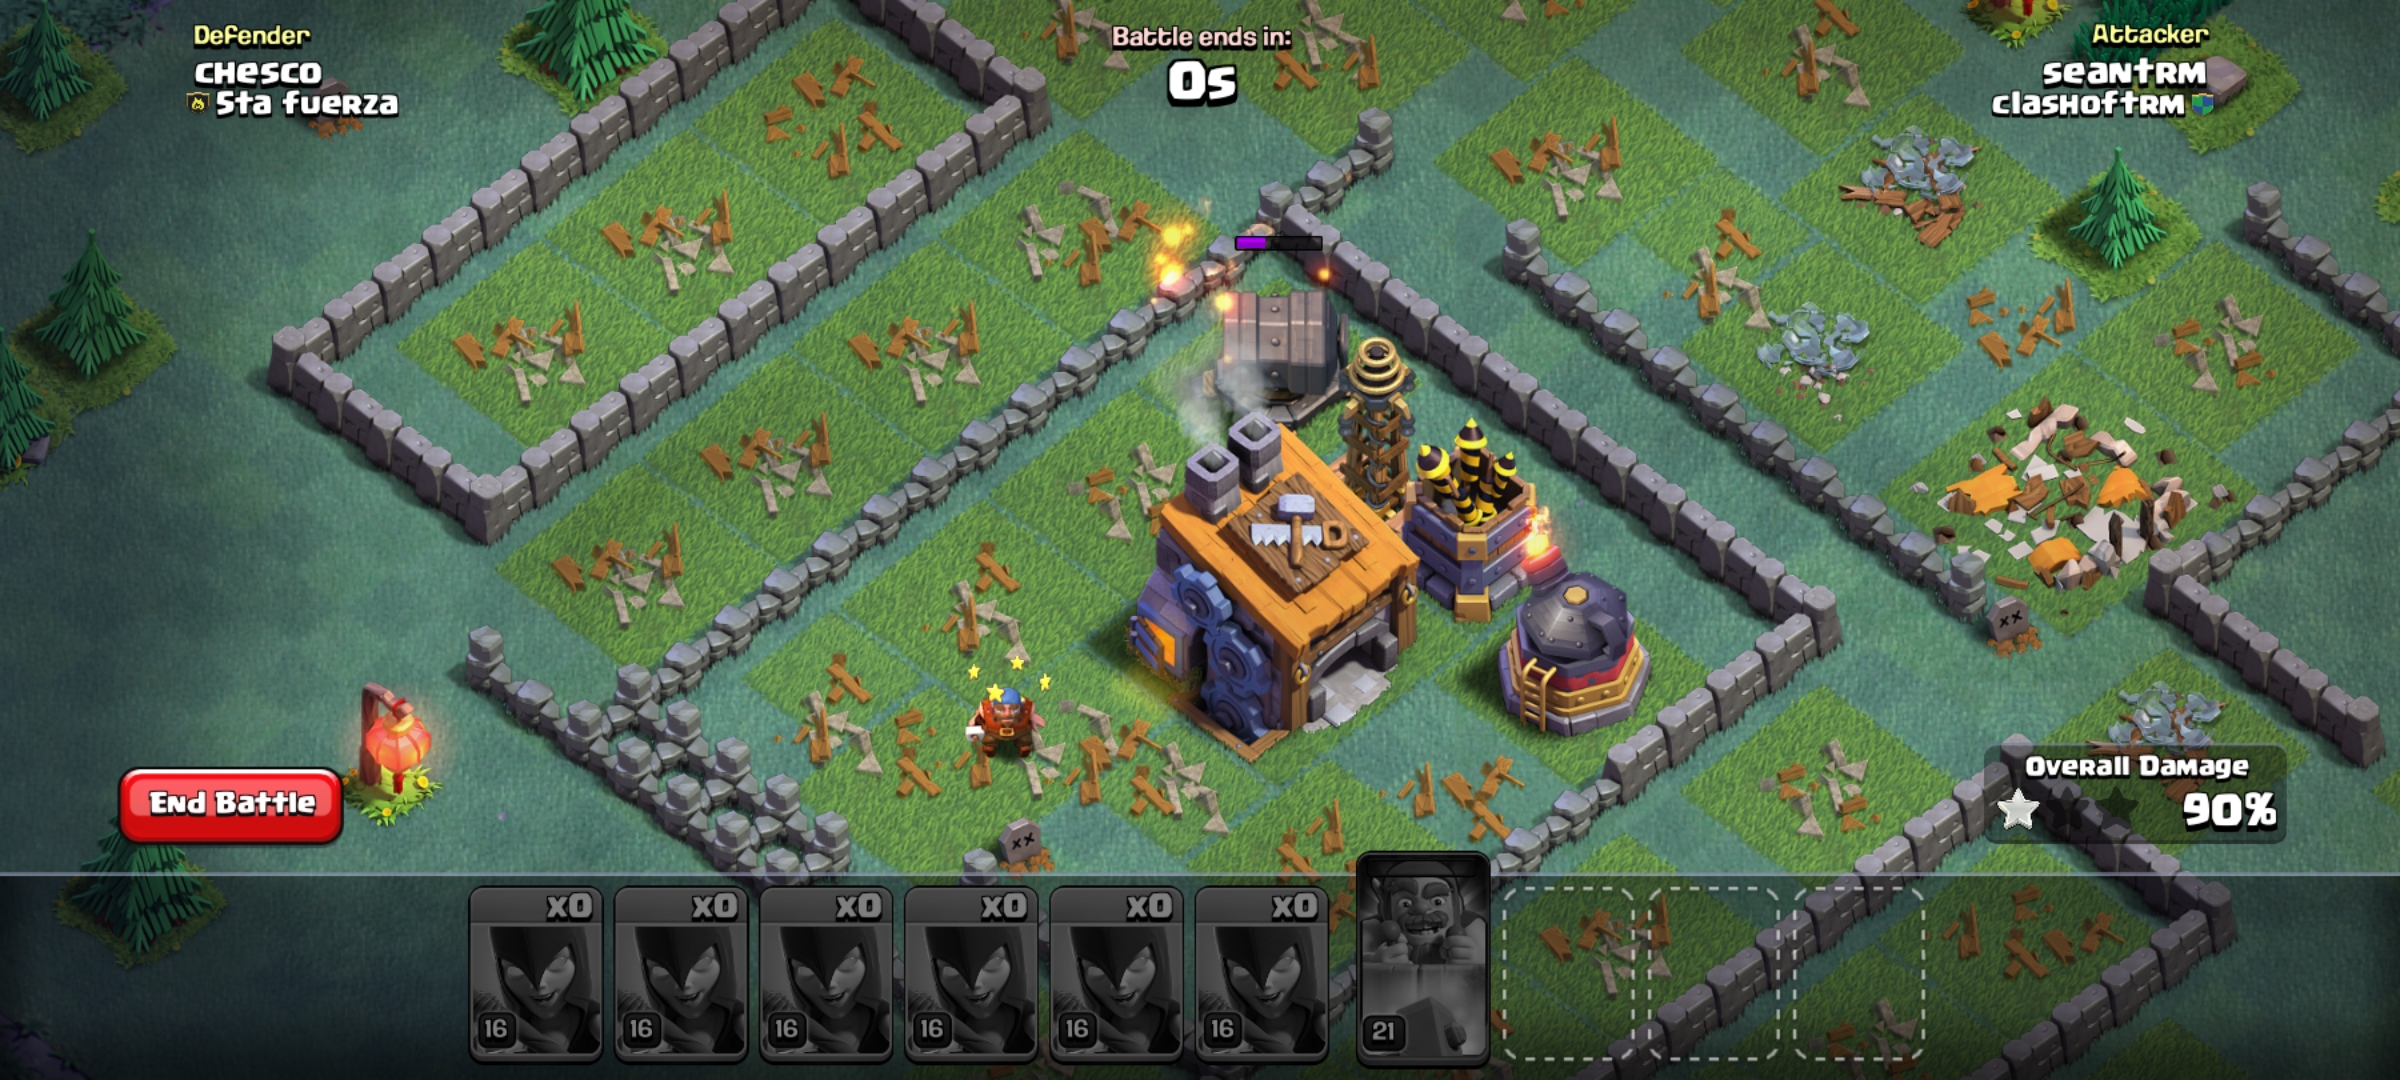 Defender
cHesco
5ta fuerza
Battle ends in:
0s
Attacker
seantRM
clashoftRM
End Battle
Overall Damage
90%
x0
x0
x0
x0
x0
x0
16
16
16
16
16
16
21